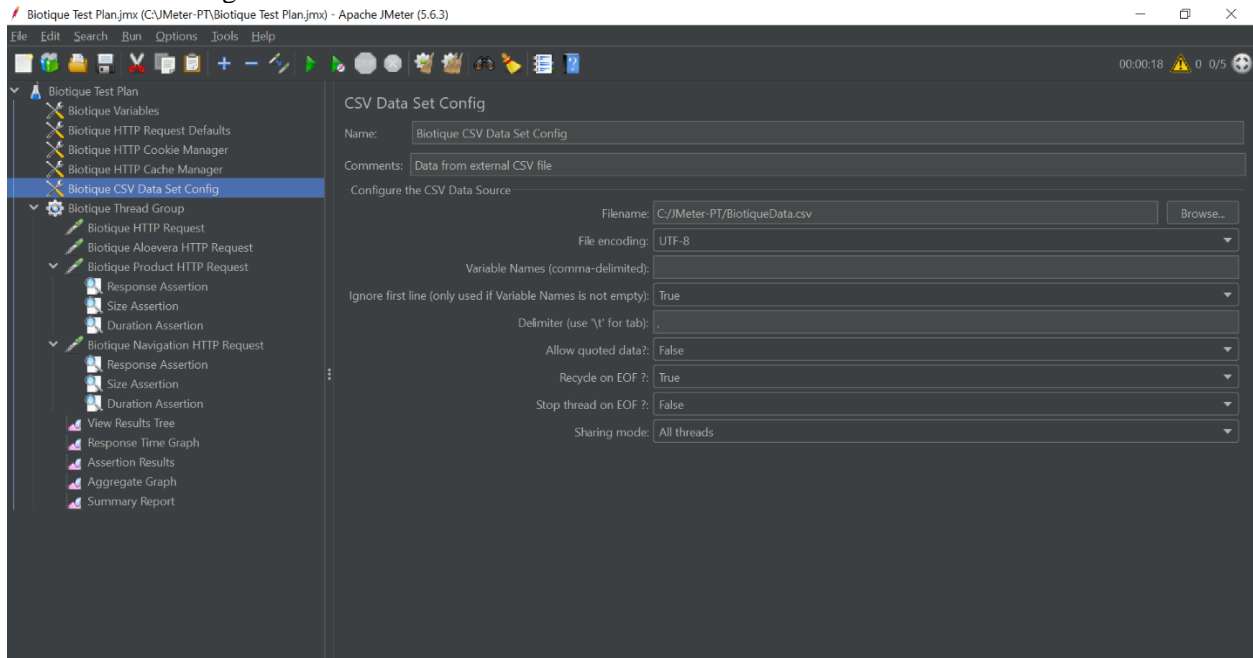 Biotique Test Plan.jmx (C:\JMeter-PT\Biotique Test Plan.jmx) - Apache JMeter (5.6.3)
File Edit Search Run Options Tools Help
00:00:18 0 0/5
Biotique Test Plan
Biotique Variables
Biotique HTTP Request Defaults
Biotique HTTP Cookie Manager
Biotique HTTP Cache Manager
Biotique CSV Data Set Config
Biotique Thread Group
Biotique HTTP Request
Biotique Aloevera HTTP Request
Biotique Product HTTP Request
Response Assertion
Size Assertion
Duration Assertion
Biotique Navigation HTTP Request
Response Assertion
Size Assertion
Duration Assertion
View Results Tree
Response Time Graph
Assertion Results
Aggregate Graph
Summary Report
CSV Data Set Config
Name: Biotique CSV Data Set Config
Comments: Data from external CSV file
Configure the CSV Data Source
Filename: C:/JMeter-PT/BiotiqueData.csv Browse...
File encoding: UTF-8
Variable Names (comma-delimited):
Ignore first line (only used if Variable Names is not empty): True
Delimiter (use '\t' for tab): ,
Allow quoted data?: False
Recycle on EOF ?: True
Stop thread on EOF ?: False
Sharing mode: All threads